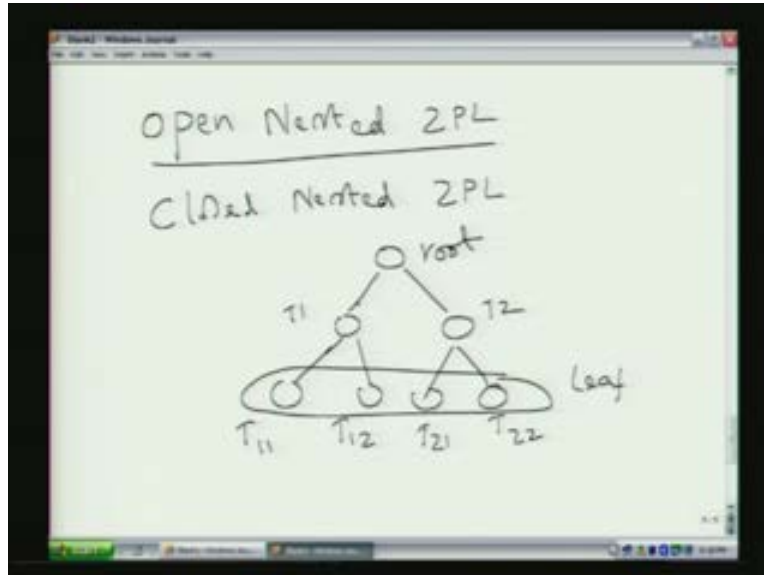 Open Nested 2PL
Closed Nested 2PL
root
T1
T2
Leaf
T11
T12
T21
T22